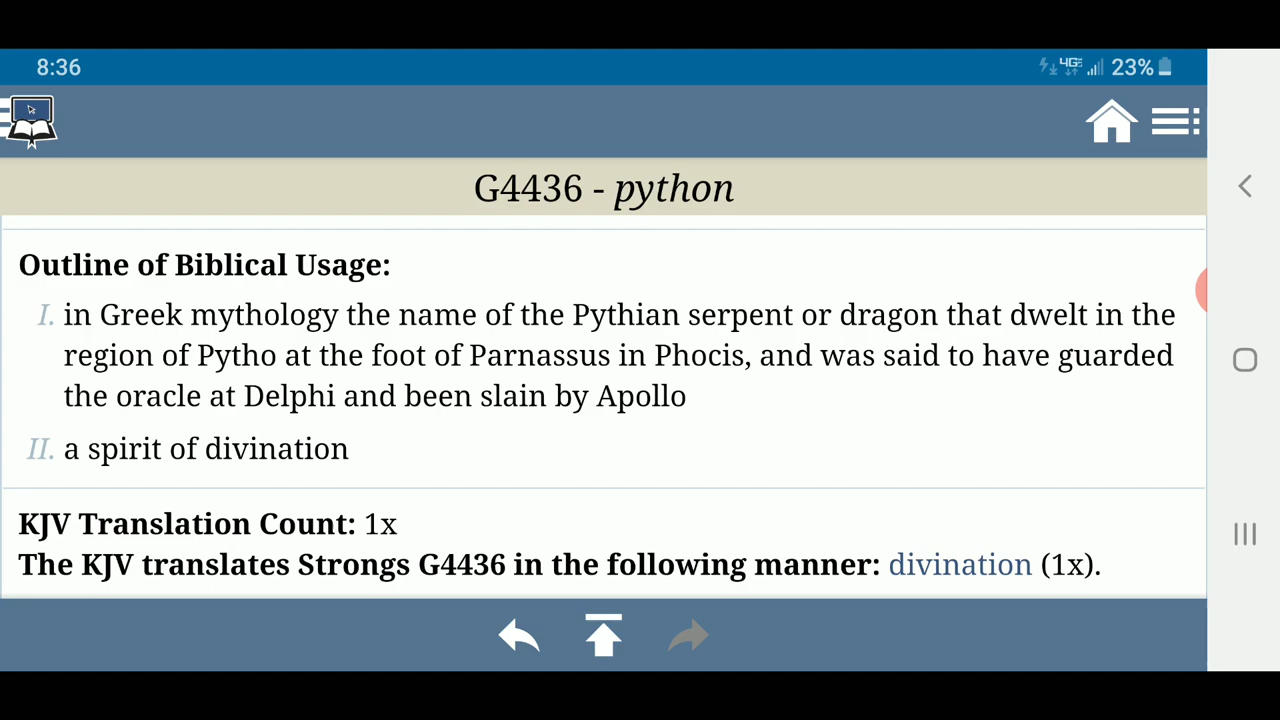 8:36
4G 23%
G4436 - python
Outline of Biblical Usage:
I. in Greek mythology the name of the Pythian serpent or dragon that dwelt in the
region of Pytho at the foot of Parnassus in Phocis, and was said to have guarded
the oracle at Delphi and been slain by Apollo
II. a spirit of divination
KJV Translation Count: 1x
The KJV translates Strongs G4436 in the following manner: divination (1x).